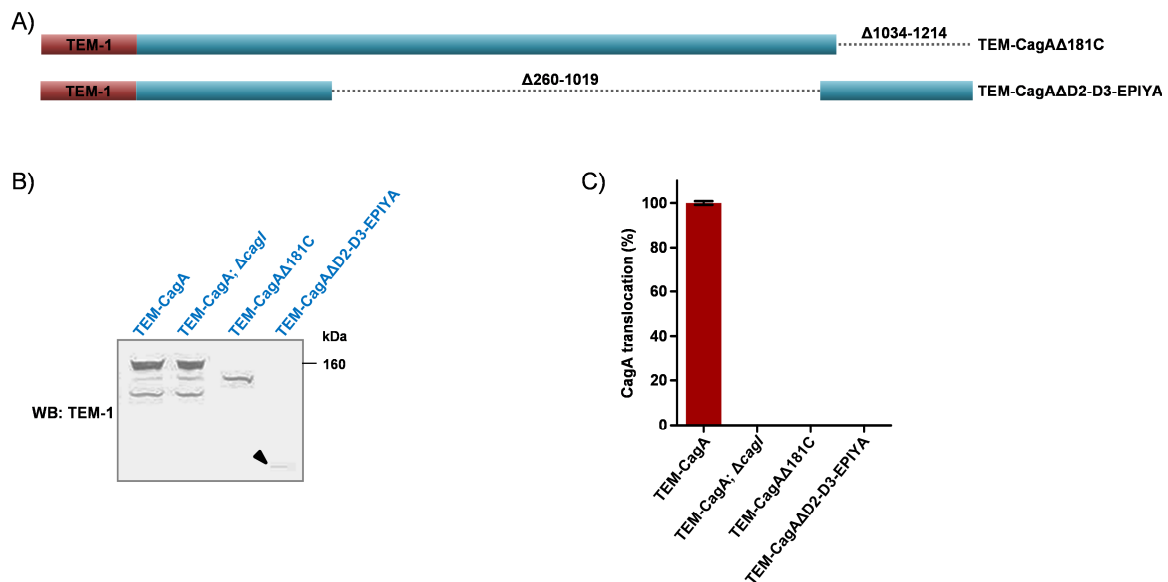 A)
TEM-1
Δ1034-1214
TEM-CagAΔ181C
TEM-1
Δ260-1019
TEM-CagAΔD2-D3-EPIYA
B)
TEM-CagA
TEM-CagA; ΔcagI
TEM-CagAΔ181C
TEM-CagAΔD2-D3-EPIYA
kDa
160
WB: TEM-1
C)
CagA translocation (%)
100
80
60
40
20
0
TEM-CagA
TEM-CagA; ΔcagI
TEM-CagAΔ181C
TEM-CagAΔD2-D3-EPIYA